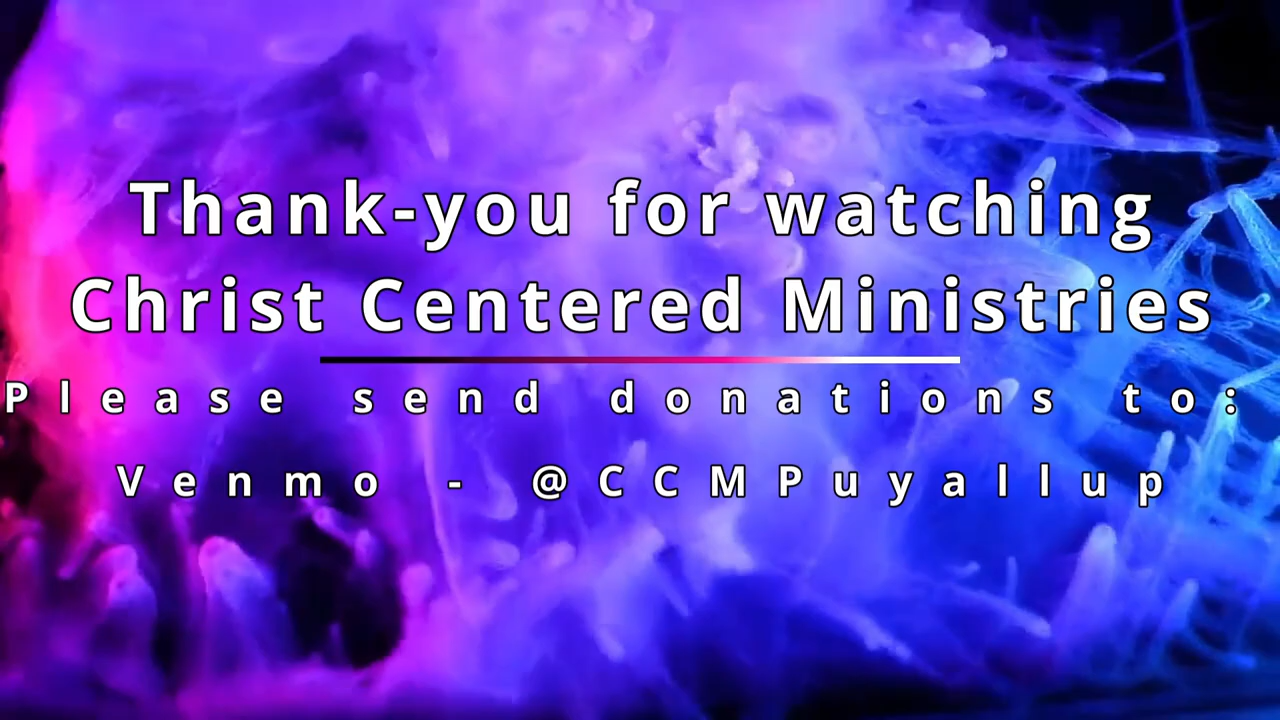 Thank-you for watching
Christ Centered Ministries
Please send donations to:
Venmo - @CCMPuyallup